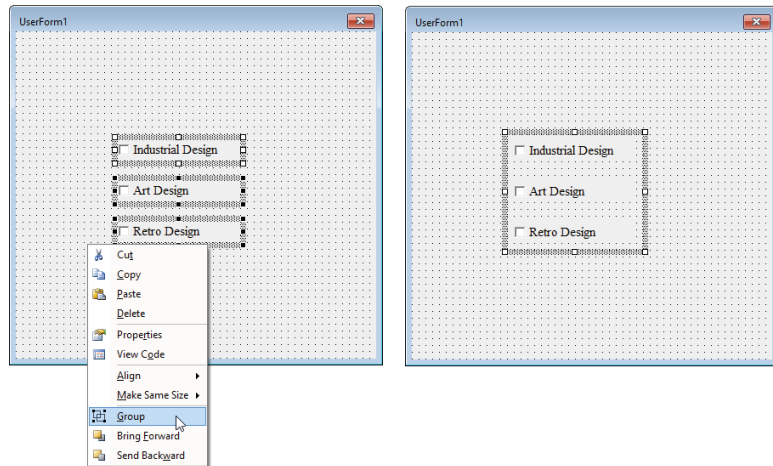 UserForm1
Industrial Design
Art Design
Retro Design
Cut
Copy
Paste
Delete
Properties
View Code
Align
Make Same Size
Group
Bring Forward
Send Backward
UserForm1
Industrial Design
Art Design
Retro Design